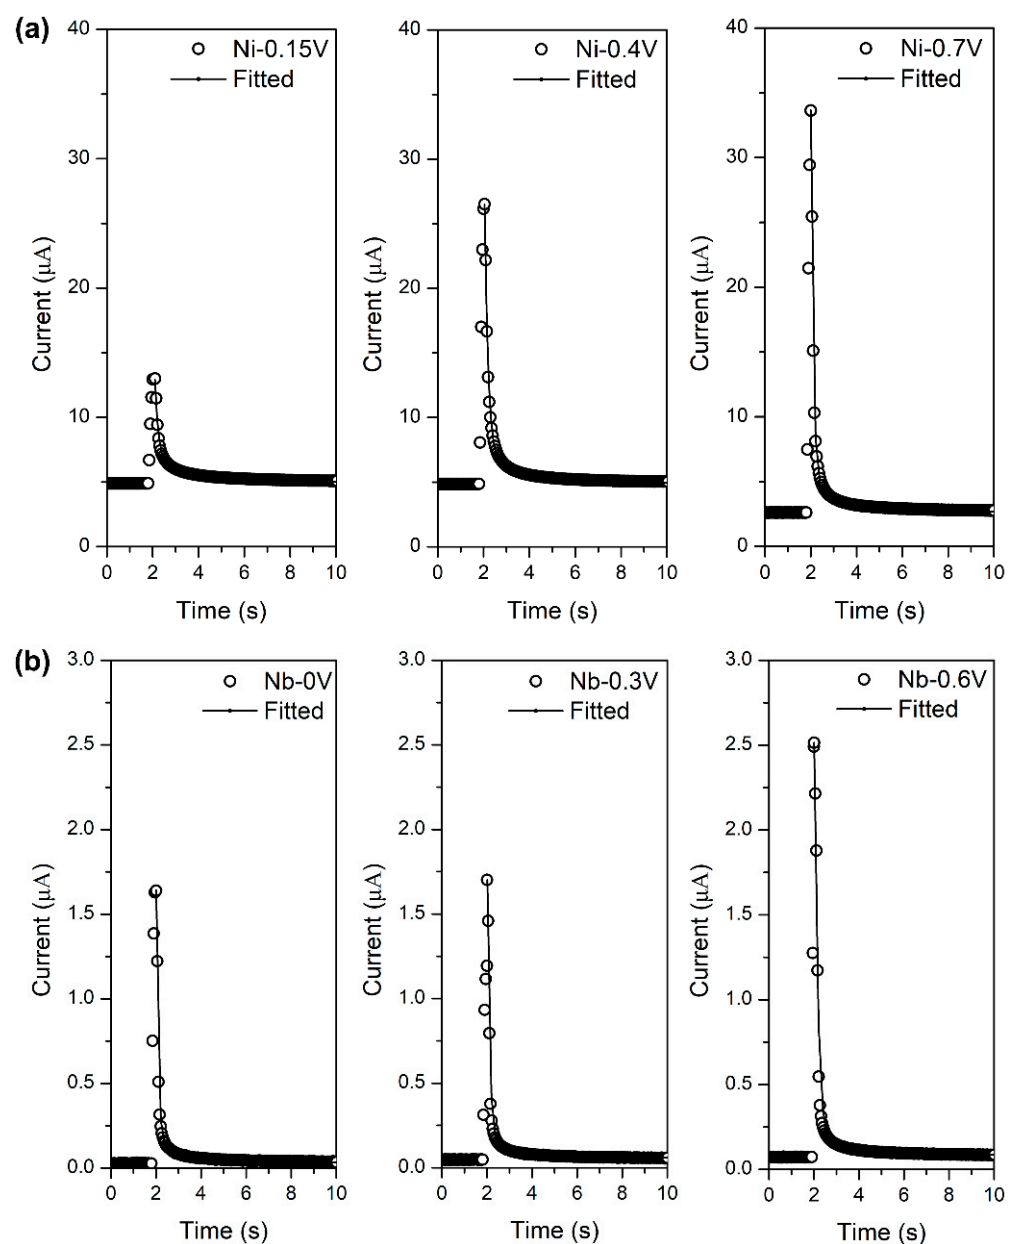 (a)
40
30
20
10
0
Current (μA)
Ni-0.15V
Fitted
0 2 4 6 8 10
Time (s)
40
30
20
10
0
Current (μA)
Ni-0.4V
Fitted
0 2 4 6 8 10
Time (s)
40
30
20
10
0
Current (μA)
Ni-0.7V
Fitted
0 2 4 6 8 10
Time (s)
(b)
3.0
2.5
2.0
1.5
1.0
0.5
0.0
Current (μA)
Nb-0V
Fitted
0 2 4 6 8 10
Time (s)
3.0
2.5
2.0
1.5
1.0
0.5
0.0
Current (μA)
Nb-0.3V
Fitted
0 2 4 6 8 10
Time (s)
3.0
2.5
2.0
1.5
1.0
0.5
0.0
Current (μA)
Nb-0.6V
Fitted
0 2 4 6 8 10
Time (s)